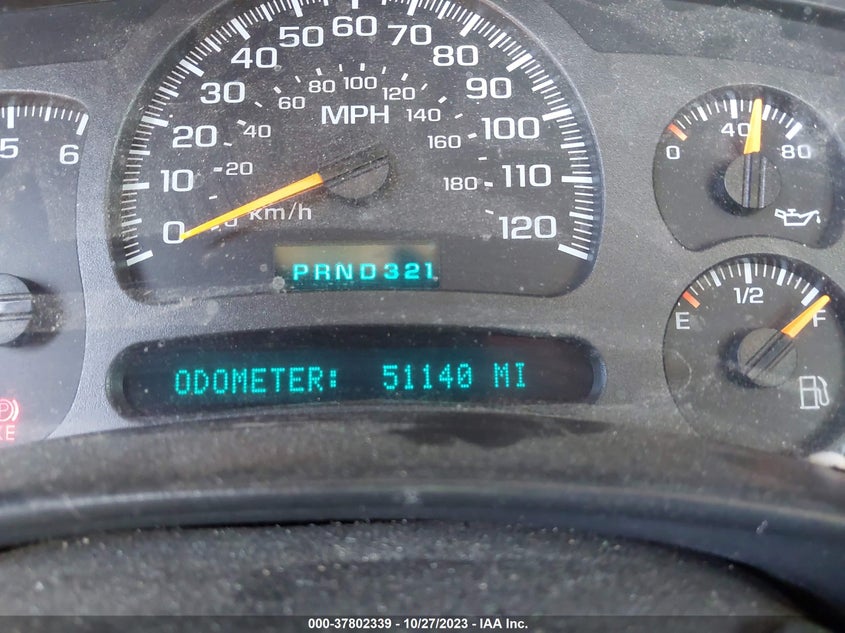 5 6
0 10 20 30 40 50 60 70 80 90 100 110 120
20 40 60 80 100 120 140 160 180
MPH
km/h
PRND321
0 40 80
E 1/2 F
ODOMETER: 51140 MI
000-37802339 - 10/27/2023 - IAA Inc.